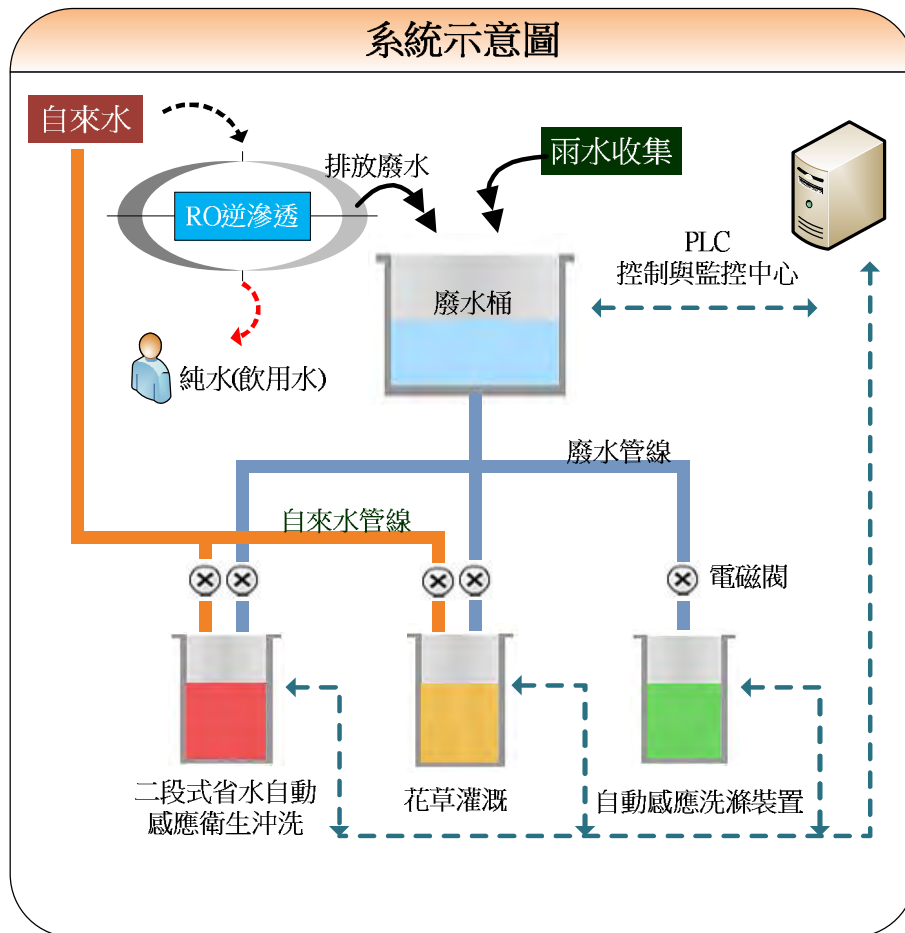 系統示意圖
自來水
排放廢水
雨水收集
RO逆滲透
PLC
控制與監控中心
廢水桶
純水(飲用水)
廢水管線
自來水管線
電磁閥
二段式省水自動
感應衛生沖洗
花草灌溉
自動感應洗滌裝置